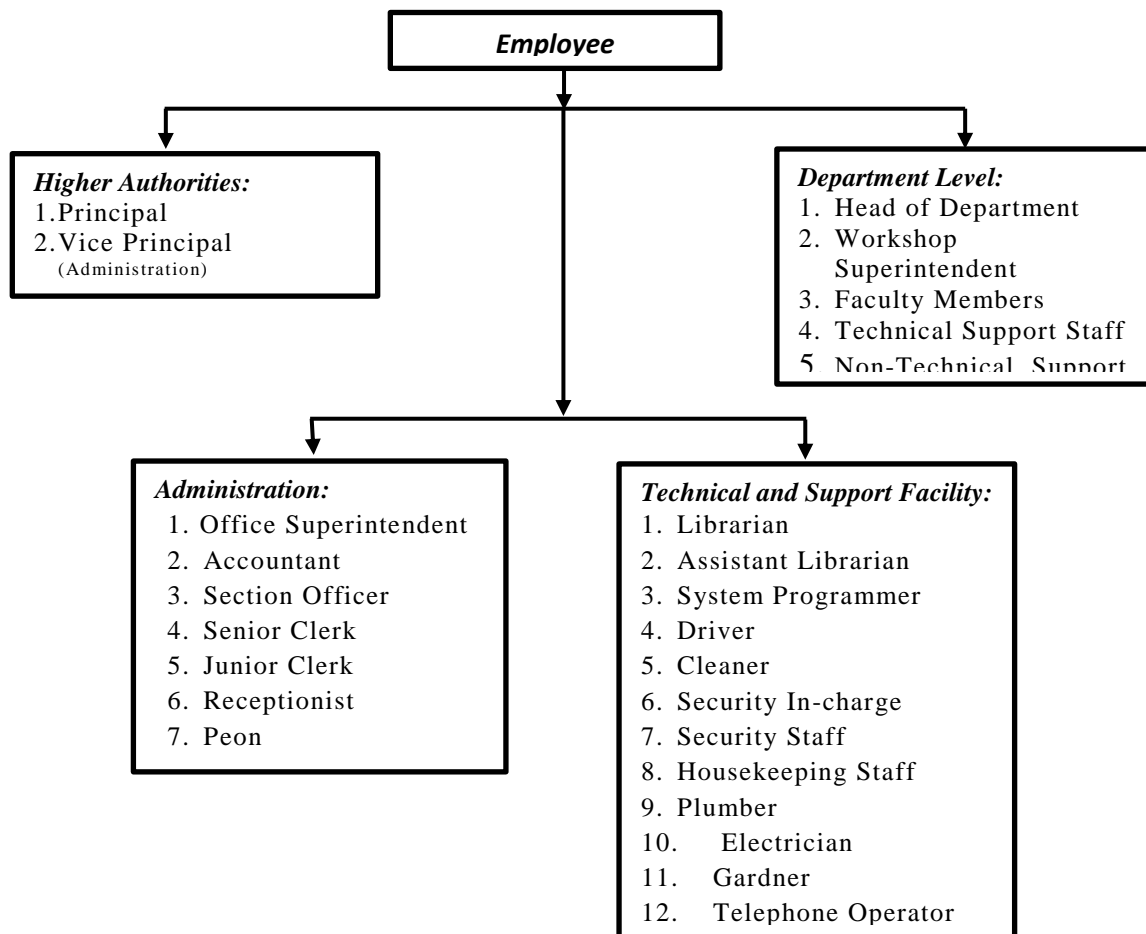 Employee
Higher Authorities:
1.Principal
2.Vice Principal
(Administration)
Department Level:
1. Head of Department
2. Workshop
Superintendent
3. Faculty Members
4. Technical Support Staff
5. Non-Technical Support
Administration:
1. Office Superintendent
2. Accountant
3. Section Officer
4. Senior Clerk
5. Junior Clerk
6. Receptionist
7. Peon
Technical and Support Facility:
1. Librarian
2. Assistant Librarian
3. System Programmer
4. Driver
5. Cleaner
6. Security In-charge
7. Security Staff
8. Housekeeping Staff
9. Plumber
10. Electrician
11. Gardner
12. Telephone Operator